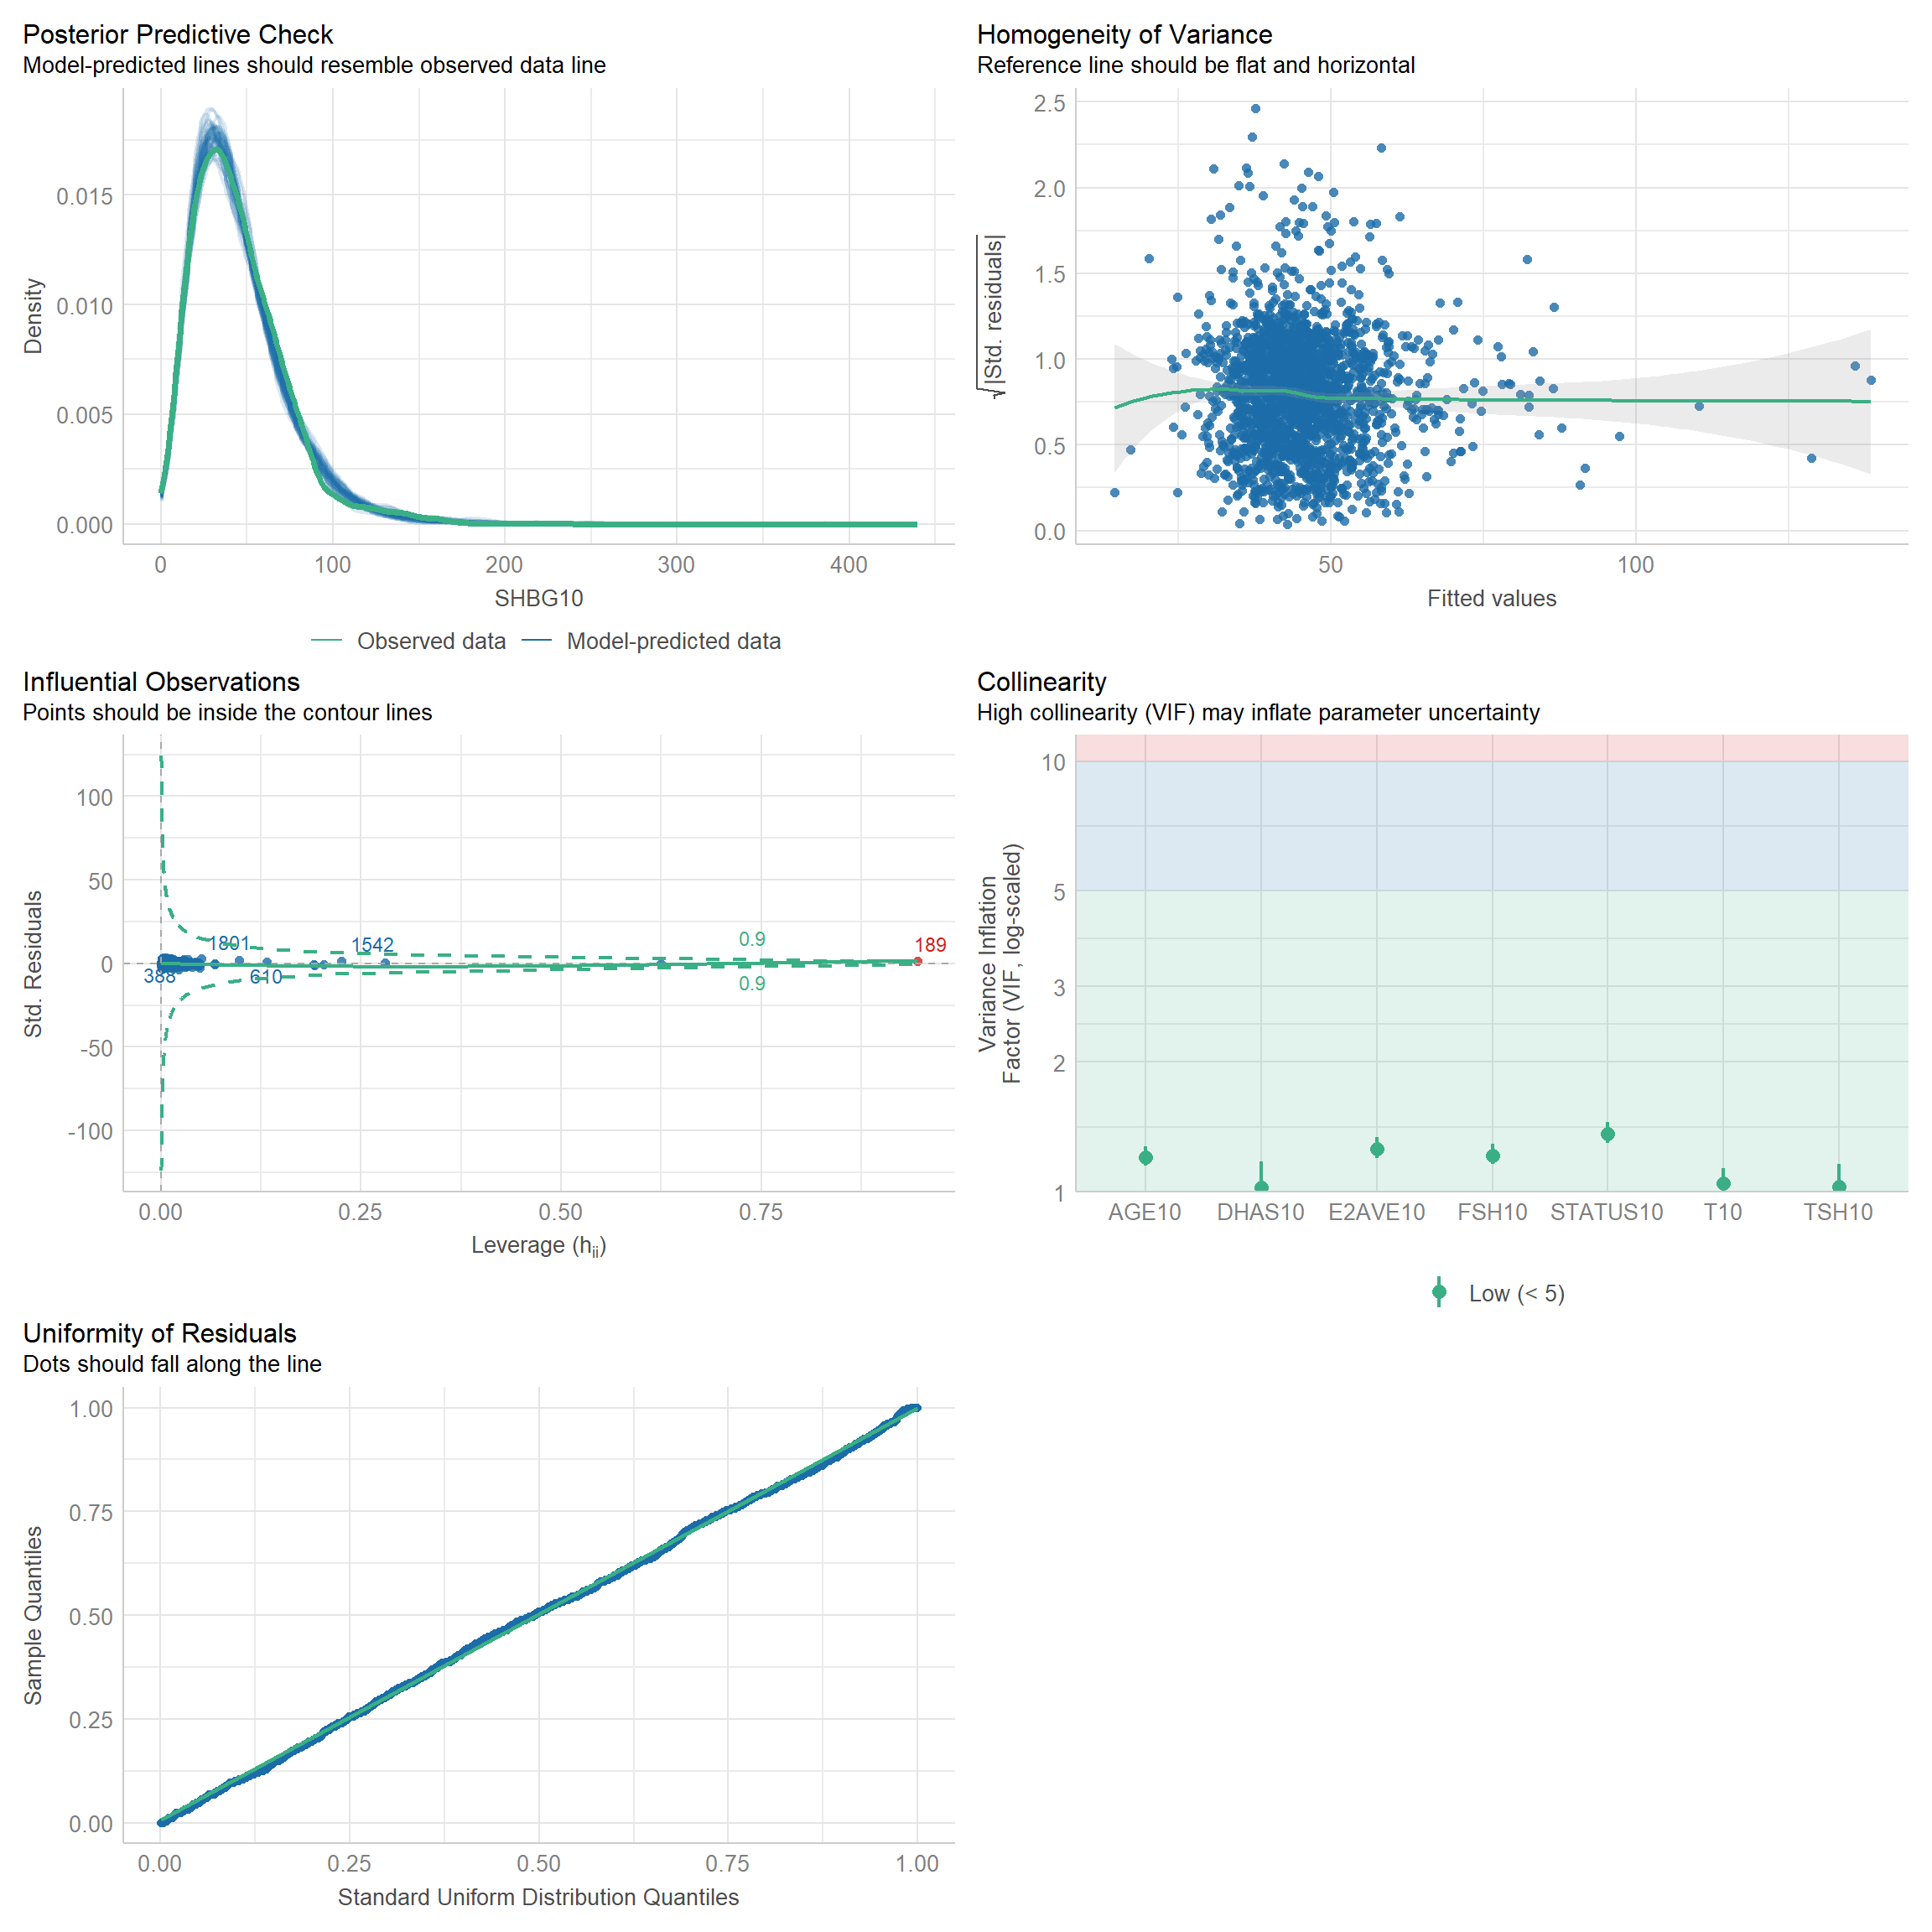 Posterior Predictive Check
Model-predicted lines should resemble observed data line
Density
0.015
0.010
0.005
0.000
0
100
200
300
400
SHBG10
Observed data
Model-predicted data
Homogeneity of Variance
Reference line should be flat and horizontal
√|Std. residuals|
2.5
2.0
1.5
1.0
0.5
0.0
50
100
Fitted values
Influential Observations
Points should be inside the contour lines
Std. Residuals
100
50
0
-50
-100
1801
1542
388
610
0.9
0.9
189
0.00
0.25
0.50
0.75
Leverage (hii)
Collinearity
High collinearity (VIF) may inflate parameter uncertainty
Variance Inflation
Factor (VIF, log-scaled)
10
5
3
2
1
AGE10
DHAS10
E2AVE10
FSH10
STATUS10
T10
TSH10
Low (< 5)
Uniformity of Residuals
Dots should fall along the line
Sample Quantiles
1.00
0.75
0.50
0.25
0.00
0.00
0.25
0.50
0.75
1.00
Standard Uniform Distribution Quantiles